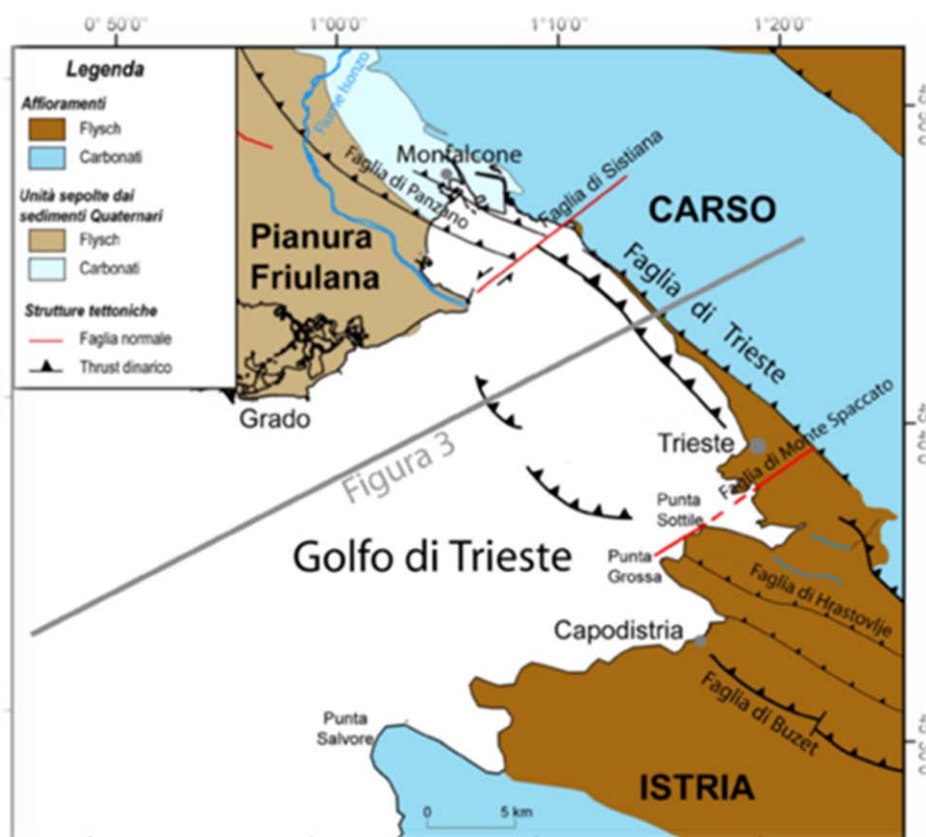 0° 50'0"
1°00'0"
1°10'0"
1°20'0"
Legenda
Affioramenti
Flysch
Carbonati
Unità sepolte dai
sedimenti Quaternari
Flysch
Carbonati
Strutture tettoniche
Faglia normale
Thrust dinarico
Fiume Isonzo
Monfalcone
Faglia di Panzano
Faglia di Sistiana
CARSO
Pianura
Friulana
Faglia di Trieste
Grado
Trieste
Faglia di Monte Spaccato
Figura 3
Punta
Sottile
Golfo di Trieste
Punta
Grossa
Faglia di Hrastovlje
Capodistria
Faglia di Buzet
Punta
Salvore
ISTRIA
0 5 km